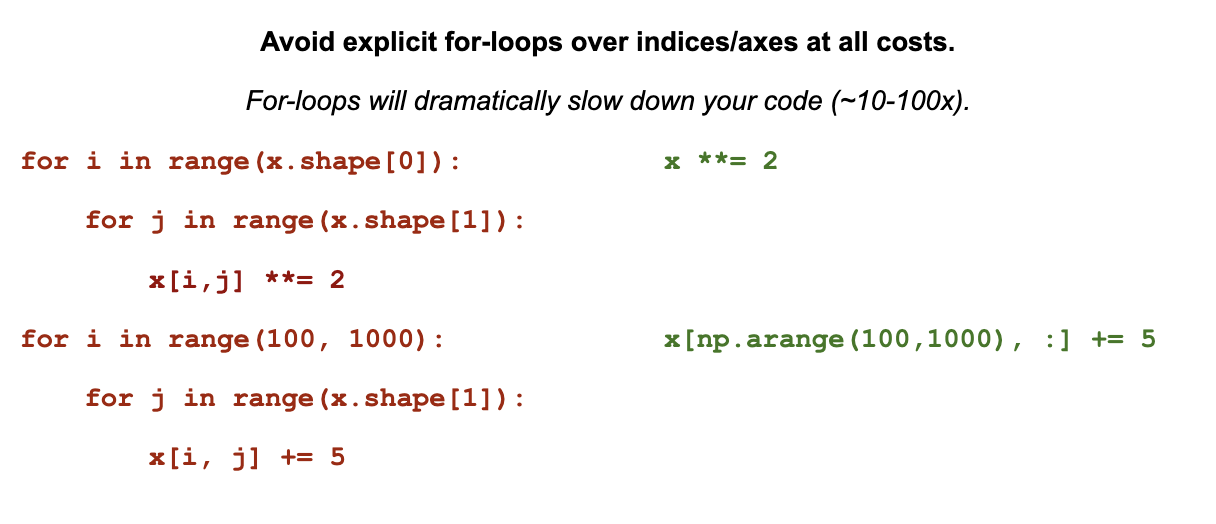 Avoid explicit for-loops over indices/axes at all costs.
For-loops will dramatically slow down your code (~10-100x).
for i in range(x.shape[0]):
x **= 2
for j in range(x.shape[1]):
x[i,j] **= 2
for i in range(100, 1000):
x[np.arange(100,1000), :] += 5
for j in range(x.shape[1]):
x[i, j] += 5